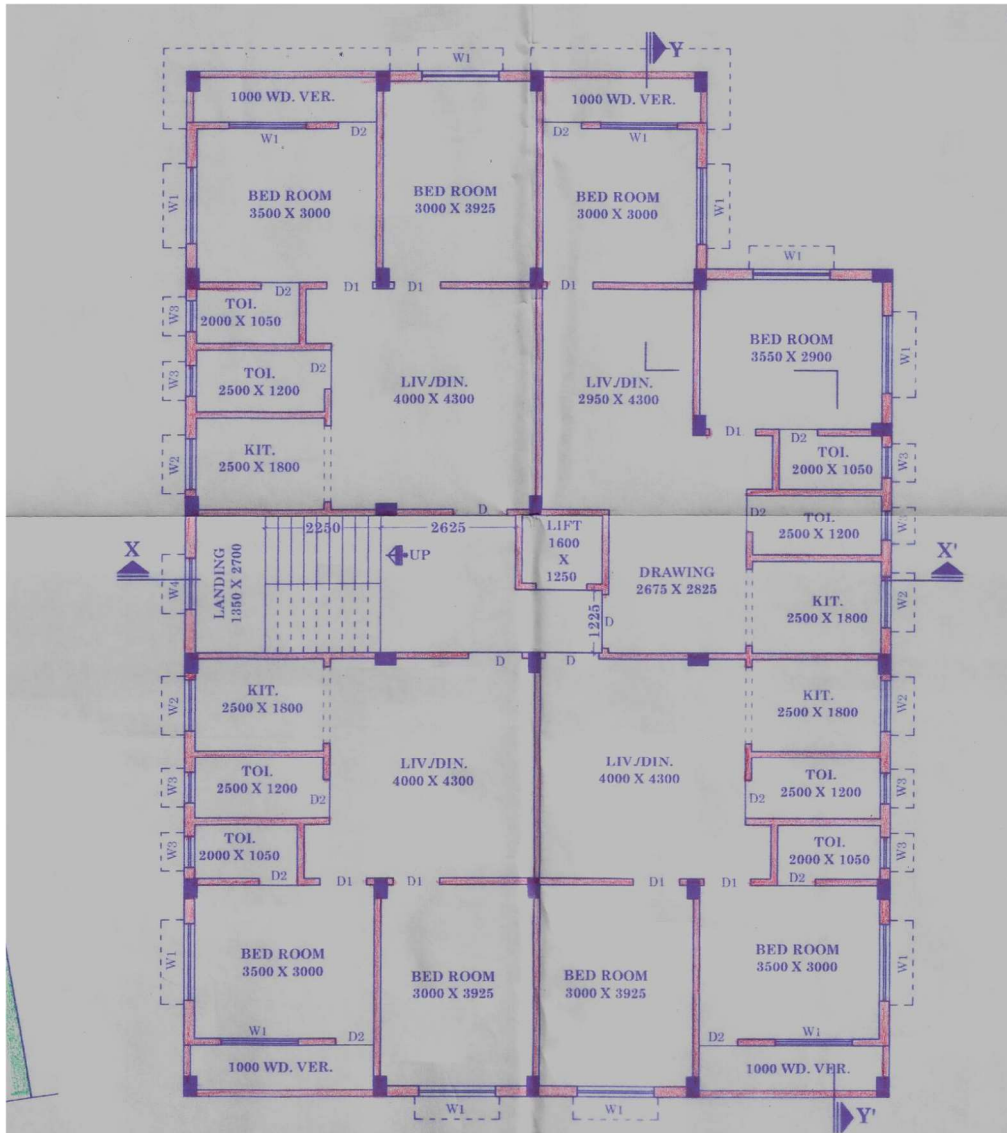 W1
Y
1000 WD. VER.
1000 WD. VER.
W1
D2
D2
W1
W1
BED ROOM
3500 X 3000
BED ROOM
3000 X 3925
BED ROOM
3000 X 3000
W1
W1
D2
D1
D1
D1
TOI.
2000 X 1050
W3
BED ROOM
3550 X 2900
W1
TOI.
2500 X 1200
W3
D2
LIV./DIN.
4000 X 4300
LIV./DIN.
2950 X 4300
D1
D2
KIT.
2500 X 1800
W2
TOI.
2000 X 1050
W3
D
D2
TOI.
2500 X 1200
W3
2250
2625
LIFT
1600
X
1250
X
UP
X'
W4
LANDING
1350 X 2700
DRAWING
2675 X 2825
KIT.
2500 X 1800
W2
1225
D
D
D
KIT.
2500 X 1800
W2
KIT.
2500 X 1800
W2
LIV./DIN.
4000 X 4300
LIV./DIN.
4000 X 4300
TOI.
2500 X 1200
W3
D2
D2
TOI.
2500 X 1200
W3
TOI.
2000 X 1050
W3
TOI.
2000 X 1050
W3
D2
D1
D1
D1
D1
D2
BED ROOM
3500 X 3000
W1
BED ROOM
3000 X 3925
BED ROOM
3000 X 3925
BED ROOM
3500 X 3000
W1
W1
D2
D2
W1
1000 WD. VER.
1000 WD. VER.
W1
W1
Y'